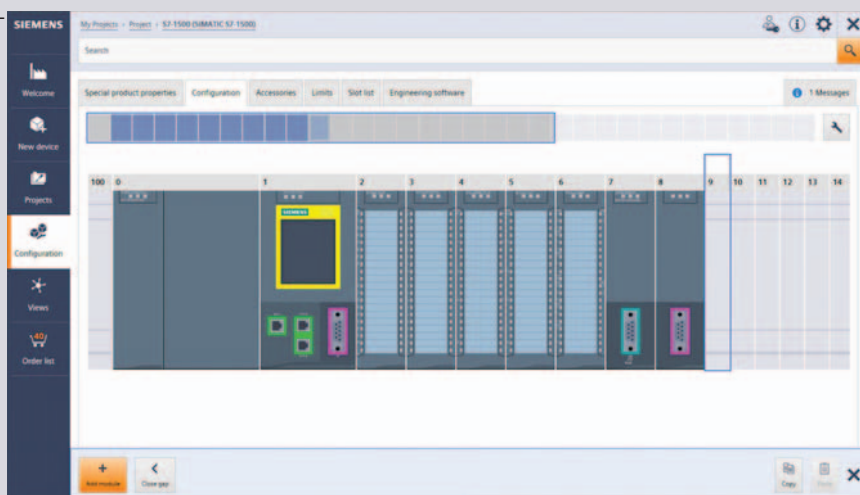 SIEMENS
My Projects › Project › S7-1500 (SIMATIC S7-1500)
Search
Welcome
New device
Projects
Configuration
Views
40
Order list
Special product properties
Configuration
Accessories
Limits
Slot list
Engineering software
1 Messages
100 0 1 2 3 4 5 6 7 8 9 10 11 12 13 14
SIEMENS
Add module
Close gap
Copy